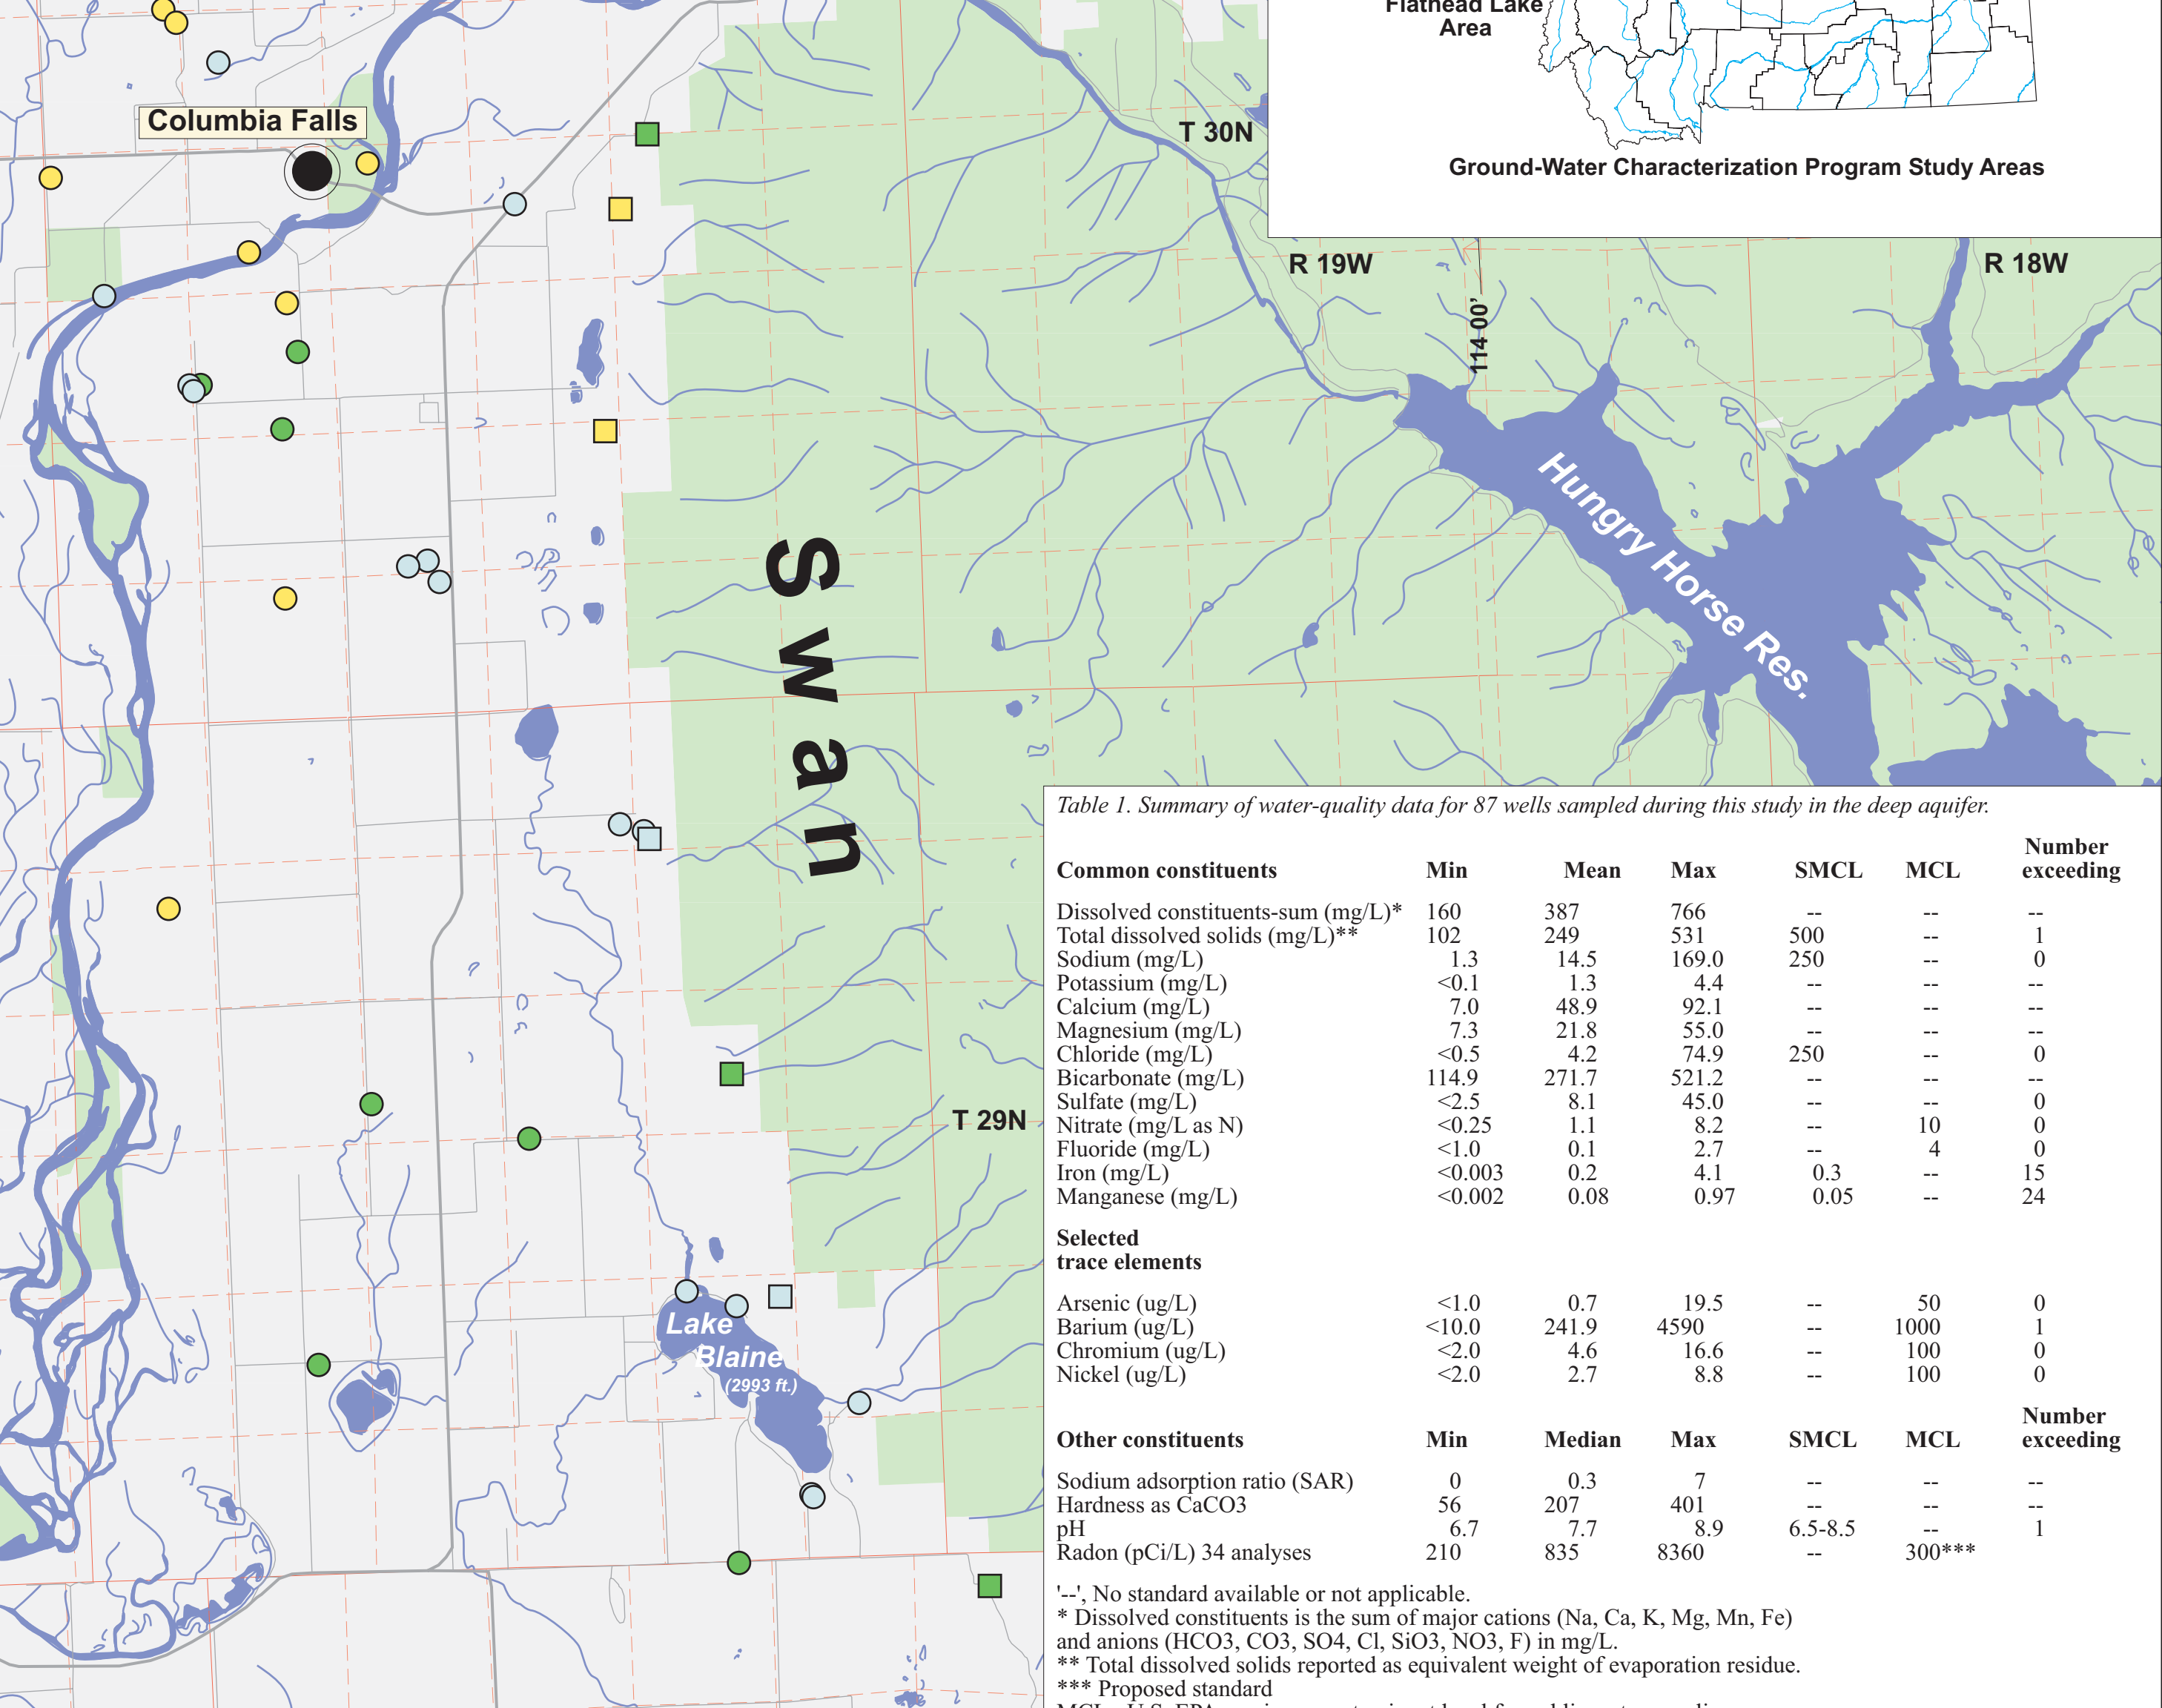 Flathead Lake
Area
Ground-Water Characterization Program Study Areas
Columbia Falls
T 30N
R 19W
R 18W
114 00'
Hungry Horse Res.
Swan
T 29N
Lake
Blaine
(2993 ft.)
Table 1. Summary of water-quality data for 87 wells sampled during this study in the deep aquifer.
Common constituents Min Mean Max SMCL MCL Number exceeding
Dissolved constituents-sum (mg/L)* 160 387 766 -- -- --
Total dissolved solids (mg/L)** 102 249 531 500 -- 1
Sodium (mg/L) 1.3 14.5 169.0 250 -- 0
Potassium (mg/L) <0.1 1.3 4.4 -- -- --
Calcium (mg/L) 7.0 48.9 92.1 -- -- --
Magnesium (mg/L) 7.3 21.8 55.0 -- -- --
Chloride (mg/L) <0.5 4.2 74.9 250 -- 0
Bicarbonate (mg/L) 114.9 271.7 521.2 -- -- --
Sulfate (mg/L) <2.5 8.1 45.0 -- -- 0
Nitrate (mg/L as N) <0.25 1.1 8.2 -- 10 0
Fluoride (mg/L) <1.0 0.1 2.7 -- 4 0
Iron (mg/L) <0.003 0.2 4.1 0.3 -- 15
Manganese (mg/L) <0.002 0.08 0.97 0.05 -- 24
Selected
trace elements
Arsenic (ug/L) <1.0 0.7 19.5 -- 50 0
Barium (ug/L) <10.0 241.9 4590 -- 1000 1
Chromium (ug/L) <2.0 4.6 16.6 -- 100 0
Nickel (ug/L) <2.0 2.7 8.8 -- 100 0
Other constituents Min Median Max SMCL MCL Number exceeding
Sodium adsorption ratio (SAR) 0 0.3 7 -- -- --
Hardness as CaCO3 56 207 401 -- -- --
pH 6.7 7.7 8.9 6.5-8.5 -- 1
Radon (pCi/L) 34 analyses 210 835 8360 -- 300***
'--', No standard available or not applicable.
* Dissolved constituents is the sum of major cations (Na, Ca, K, Mg, Mn, Fe)
and anions (HCO3, CO3, SO4, Cl, SiO3, NO3, F) in mg/L.
** Total dissolved solids reported as equivalent weight of evaporation residue.
*** Proposed standard